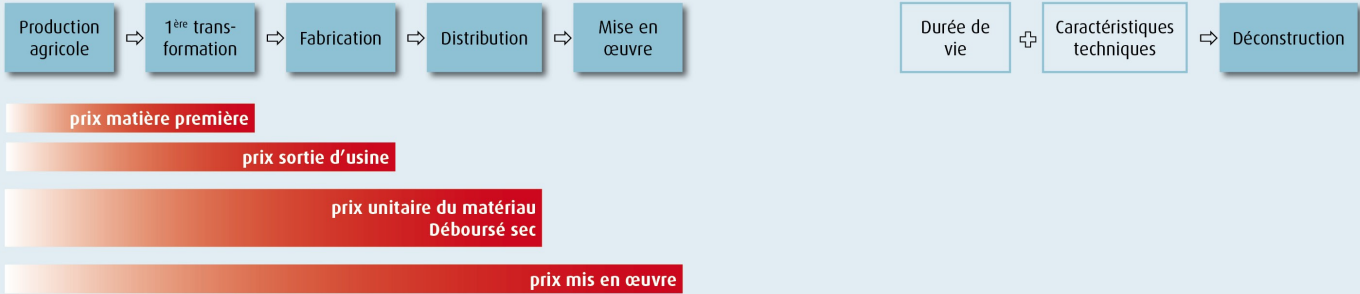 Production
agricole
1ère trans-
formation
Fabrication
Distribution
Mise en
œuvre
Durée de
vie
Caractéristiques
techniques
Déconstruction
prix matière première
prix sortie d’usine
prix unitaire du matériau
Déboursé sec
prix mis en œuvre